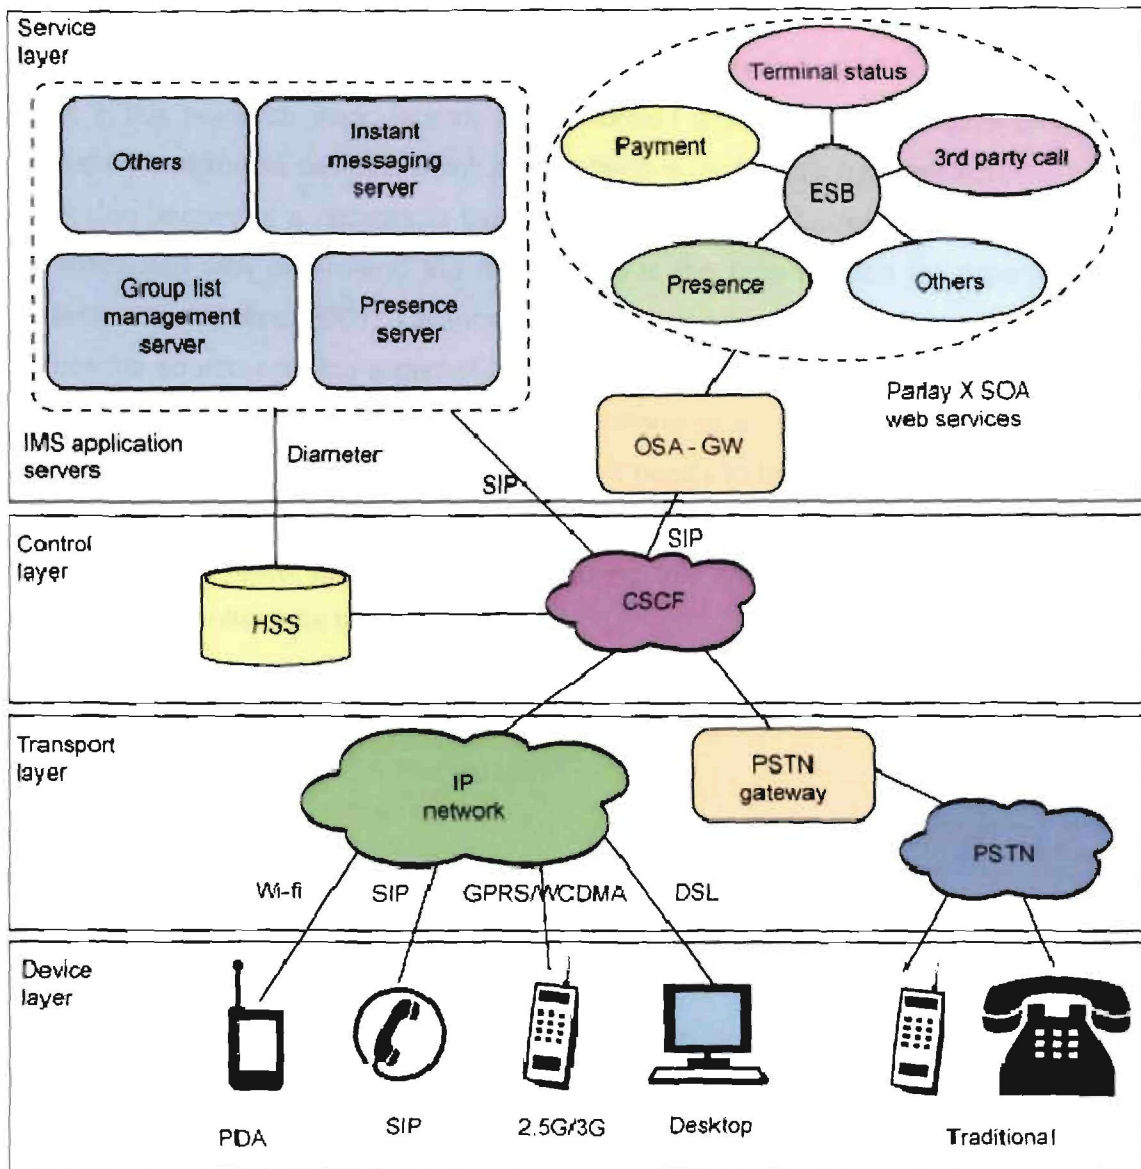 Service
layer
Others
Instant
messaging
server
Group list
management
server
Presence
server
IMS application
servers
Terminal status
Payment
3rd party call
ESB
Presence
Others
Parlay X SOA
web services
OSA - GW
Diameter
SIP
SIP
Control
layer
HSS
CSCF
Transport
layer
IP
network
PSTN
gateway
PSTN
Wi-fi
SIP
GPRS/WCDMA
DSL
Device
layer
PDA
SIP
2.5G/3G
Desktop
Traditional